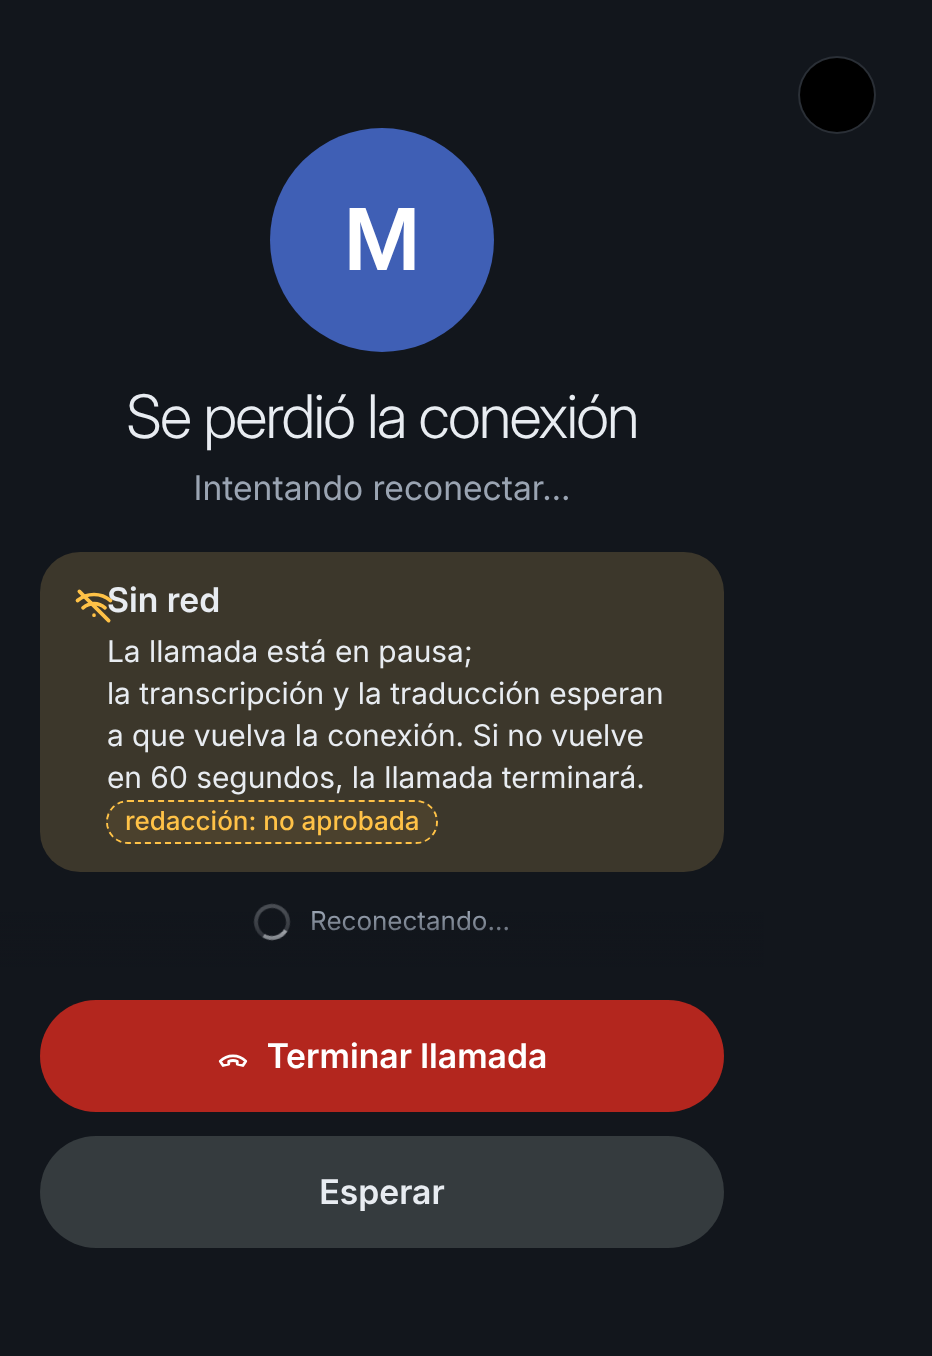 M
Se perdió la conexión
Intentando reconectar...
Sin red
La llamada está en pausa;
la transcripción y la traducción esperan
a que vuelva la conexión. Si no vuelve
en 60 segundos, la llamada terminará.
redacción: no aprobada
Reconectando...
Terminar llamada
Esperar